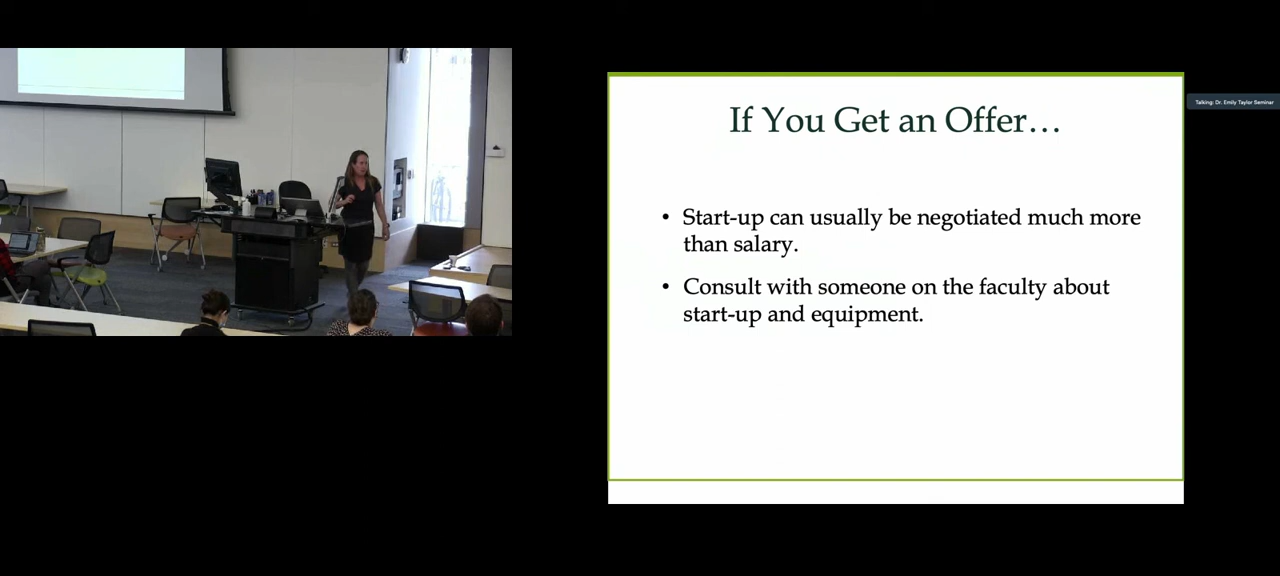 If You Get an Offer…
• Start-up can usually be negotiated much more
than salary.
• Consult with someone on the faculty about
start-up and equipment.
Talking: Dr. Emily Taylor Seminar